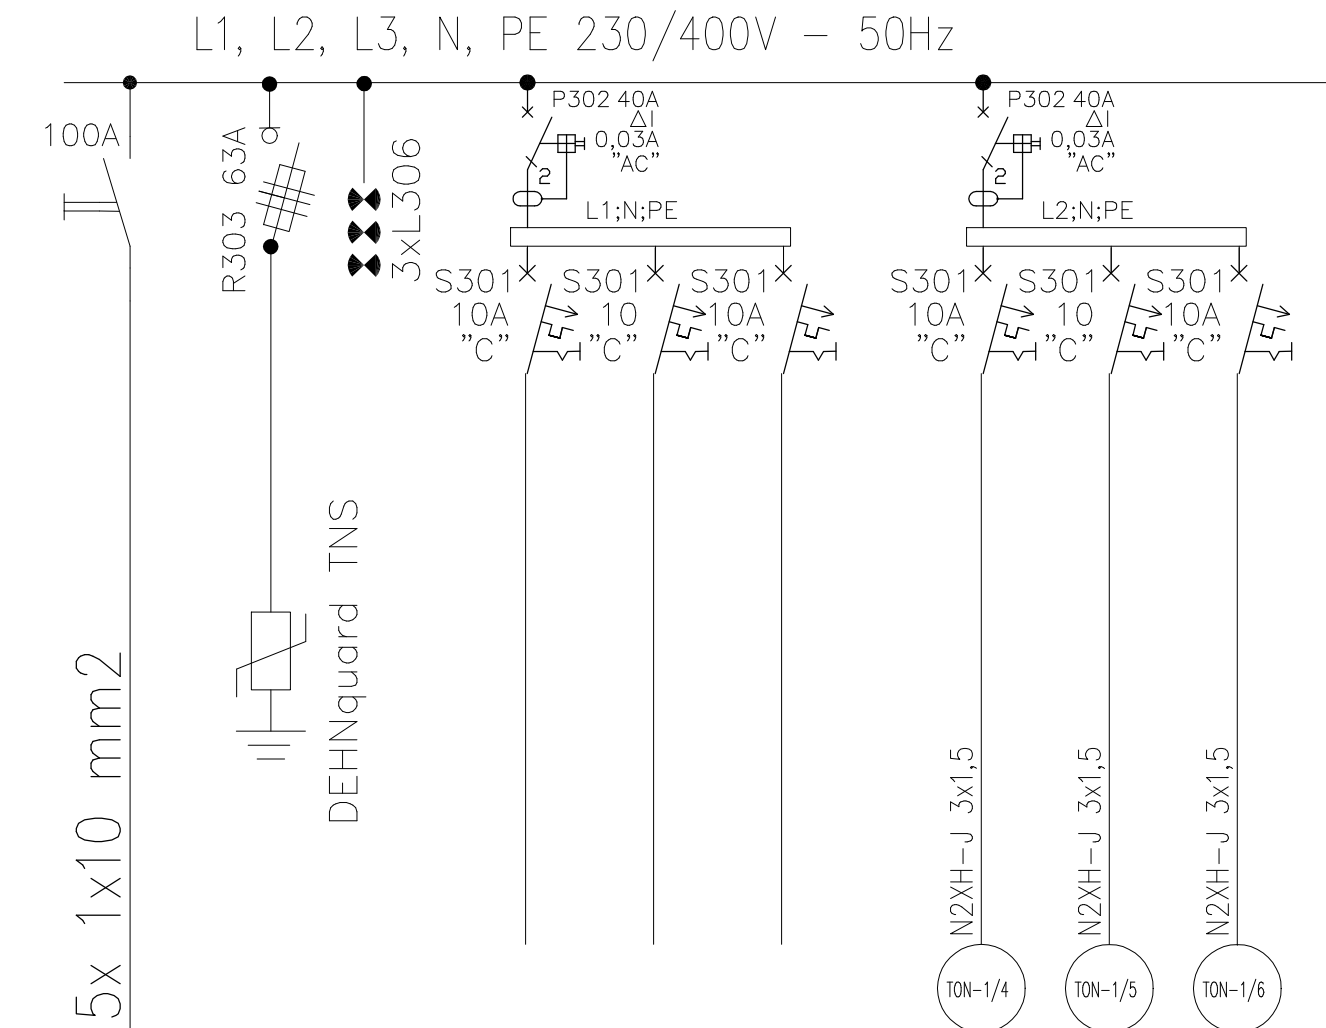 L1, L2, L3, N, PE 230/400V – 50Hz
100A
R303 63A
3xL306
P302 40A
ΔI
0,03A
"AC"
2
L1;N;PE
S301
10A
"C"
S301
10
"C"
S301
10A
"C"
P302 40A
ΔI
0,03A
"AC"
2
L2;N;PE
S301
10A
"C"
S301
10
"C"
S301
10A
"C"
DEHNquard TNS
5x 1x10 mm2
N2XH-J 3x1,5
N2XH-J 3x1,5
N2XH-J 3x1,5
TON-1/4
TON-1/5
TON-1/6